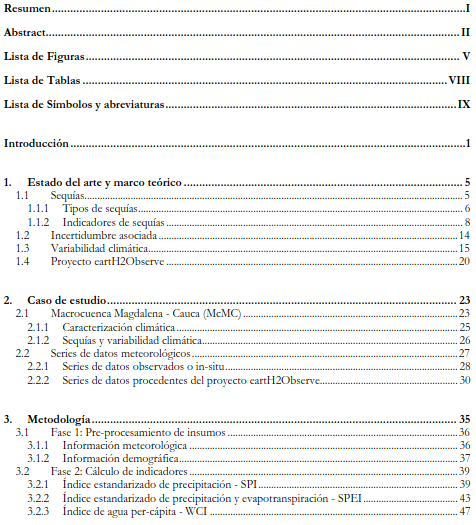 Resumen I
Abstract II
Lista de Figuras V
Lista de Tablas VIII
Lista de Símbolos y abreviaturas IX
Introducción 1
1. Estado del arte y marco teórico 5
1.1 Sequías 5
1.1.1 Tipos de sequías 6
1.1.2 Indicadores de sequías 8
1.2 Incertidumbre asociada 14
1.3 Variabilidad climática 15
1.4 Proyecto eartH2Observe 20
2. Caso de estudio 23
2.1 Macrocuenca Magdalena - Cauca (McMC) 23
2.1.1 Caracterización climática 25
2.1.2 Sequías y variabilidad climática 26
2.2 Series de datos meteorológicos 27
2.2.1 Series de datos observados o in-situ 28
2.2.2 Series de datos procedentes del proyecto eartH2Observe 30
3. Metodología 35
3.1 Fase 1: Pre-procesamiento de insumos 36
3.1.1 Información meteorológica 36
3.1.2 Información demográfica 37
3.2 Fase 2: Cálculo de indicadores 39
3.2.1 Índice estandarizado de precipitación - SPI 39
3.2.2 Índice estandarizado de precipitación y evapotranspiración - SPEI 43
3.2.3 Índice de agua per-cápita - WCI 47